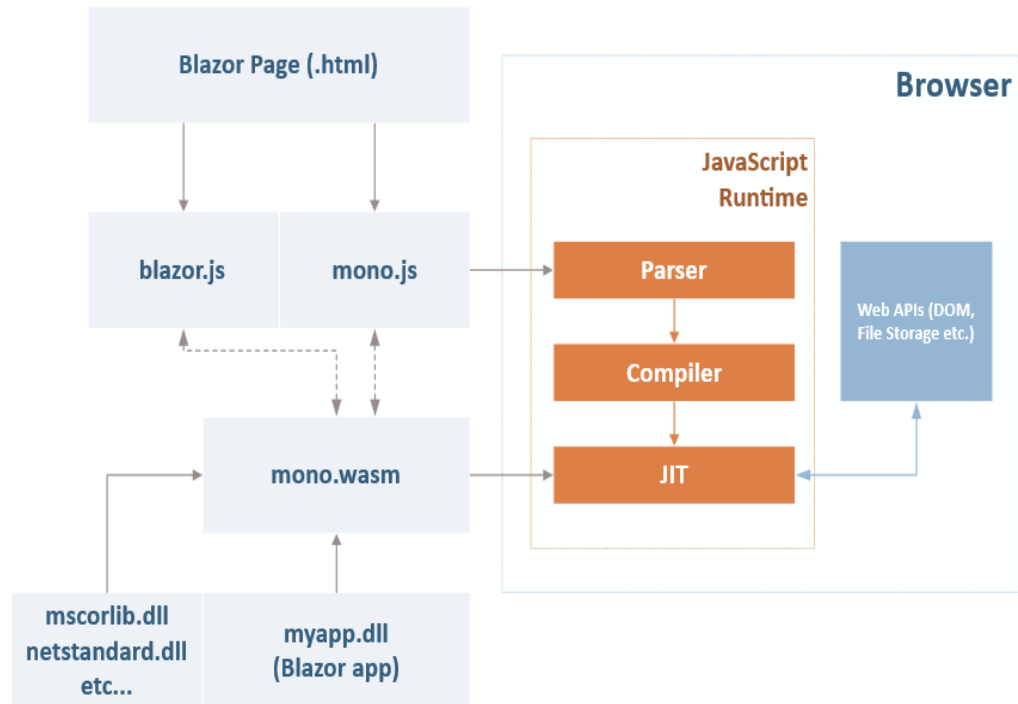 Blazor Page (.html)
Browser
JavaScript
Runtime
blazor.js
mono.js
Parser
Web APIs (DOM,
File Storage etc.)
Compiler
mono.wasm
JIT
mscorlib.dll
netstandard.dll
etc...
myapp.dll
(Blazor app)